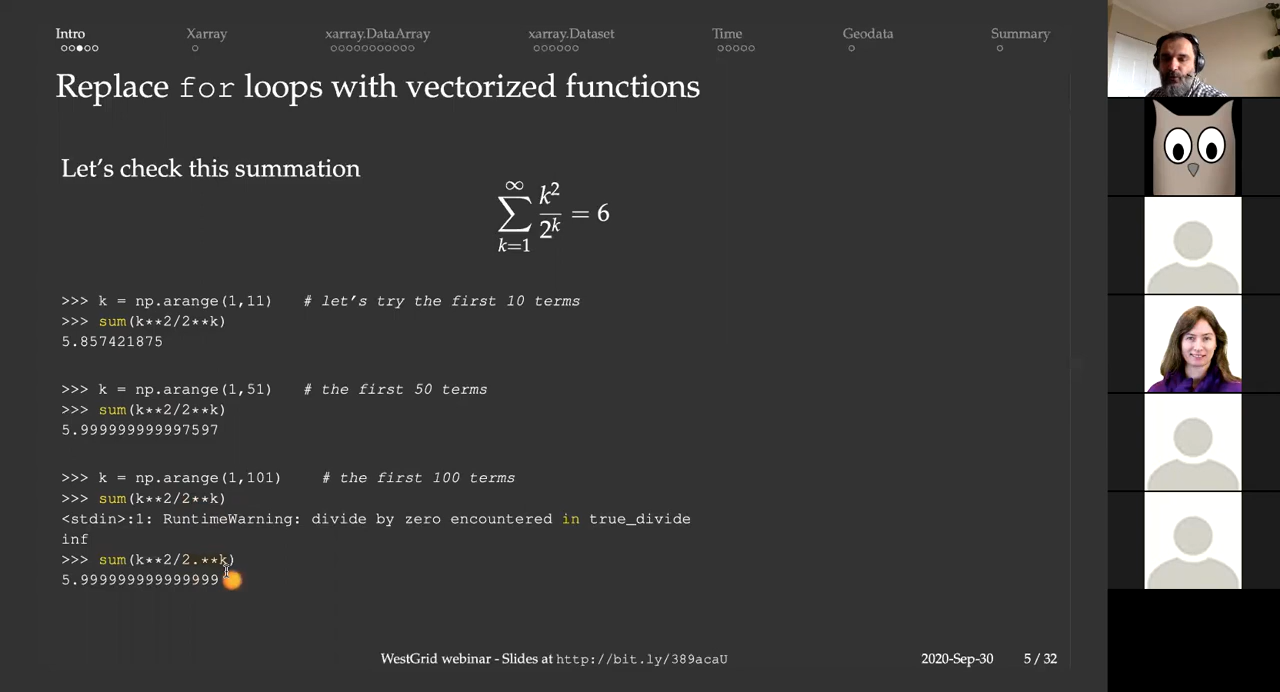 Intro Xarray xarray.DataArray xarray.Dataset Time Geodata Summary
Replace for loops with vectorized functions
Let's check this summation
∞
∑ k² / 2ᵏ = 6
k=1
>>> k = np.arange(1,11) # let's try the first 10 terms
>>> sum(k**2/2**k)
5.857421875
>>> k = np.arange(1,51) # the first 50 terms
>>> sum(k**2/2**k)
5.999999999997597
>>> k = np.arange(1,101) # the first 100 terms
>>> sum(k**2/2**k)
<stdin>:1: RuntimeWarning: divide by zero encountered in true_divide
inf
>>> sum(k**2/2.**k)
5.999999999999999
WestGrid webinar - Slides at http://bit.ly/389acaU 2020-Sep-30 5 / 32